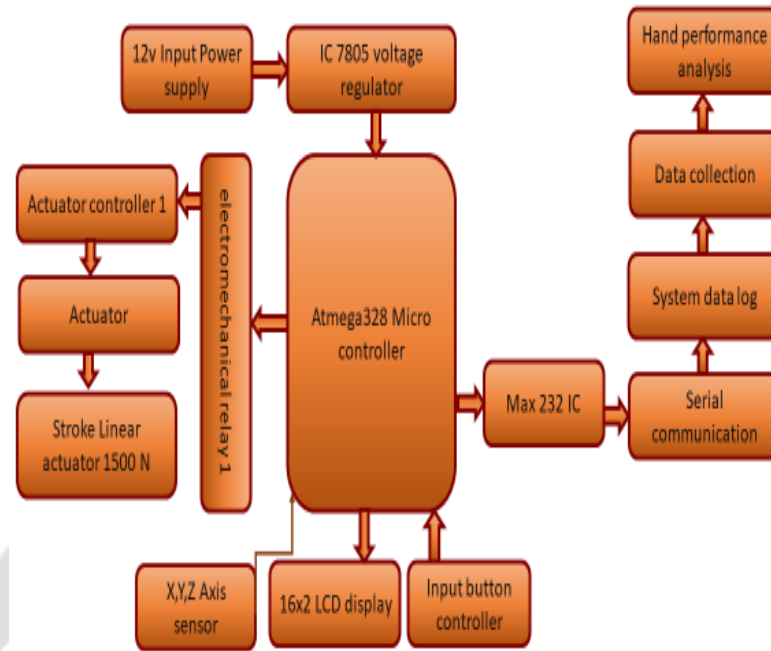 12v Input Power
supply
IC 7805 voltage
regulator
Hand performance
analysis
Data collection
System data log
Serial
communication
Actuator controller 1
Actuator
Stroke Linear
actuator 1500 N
electromechanical relay 1
Atmega328 Micro
controller
Max 232 IC
X,Y,Z Axis
sensor
16x2 LCD display
Input button
controller